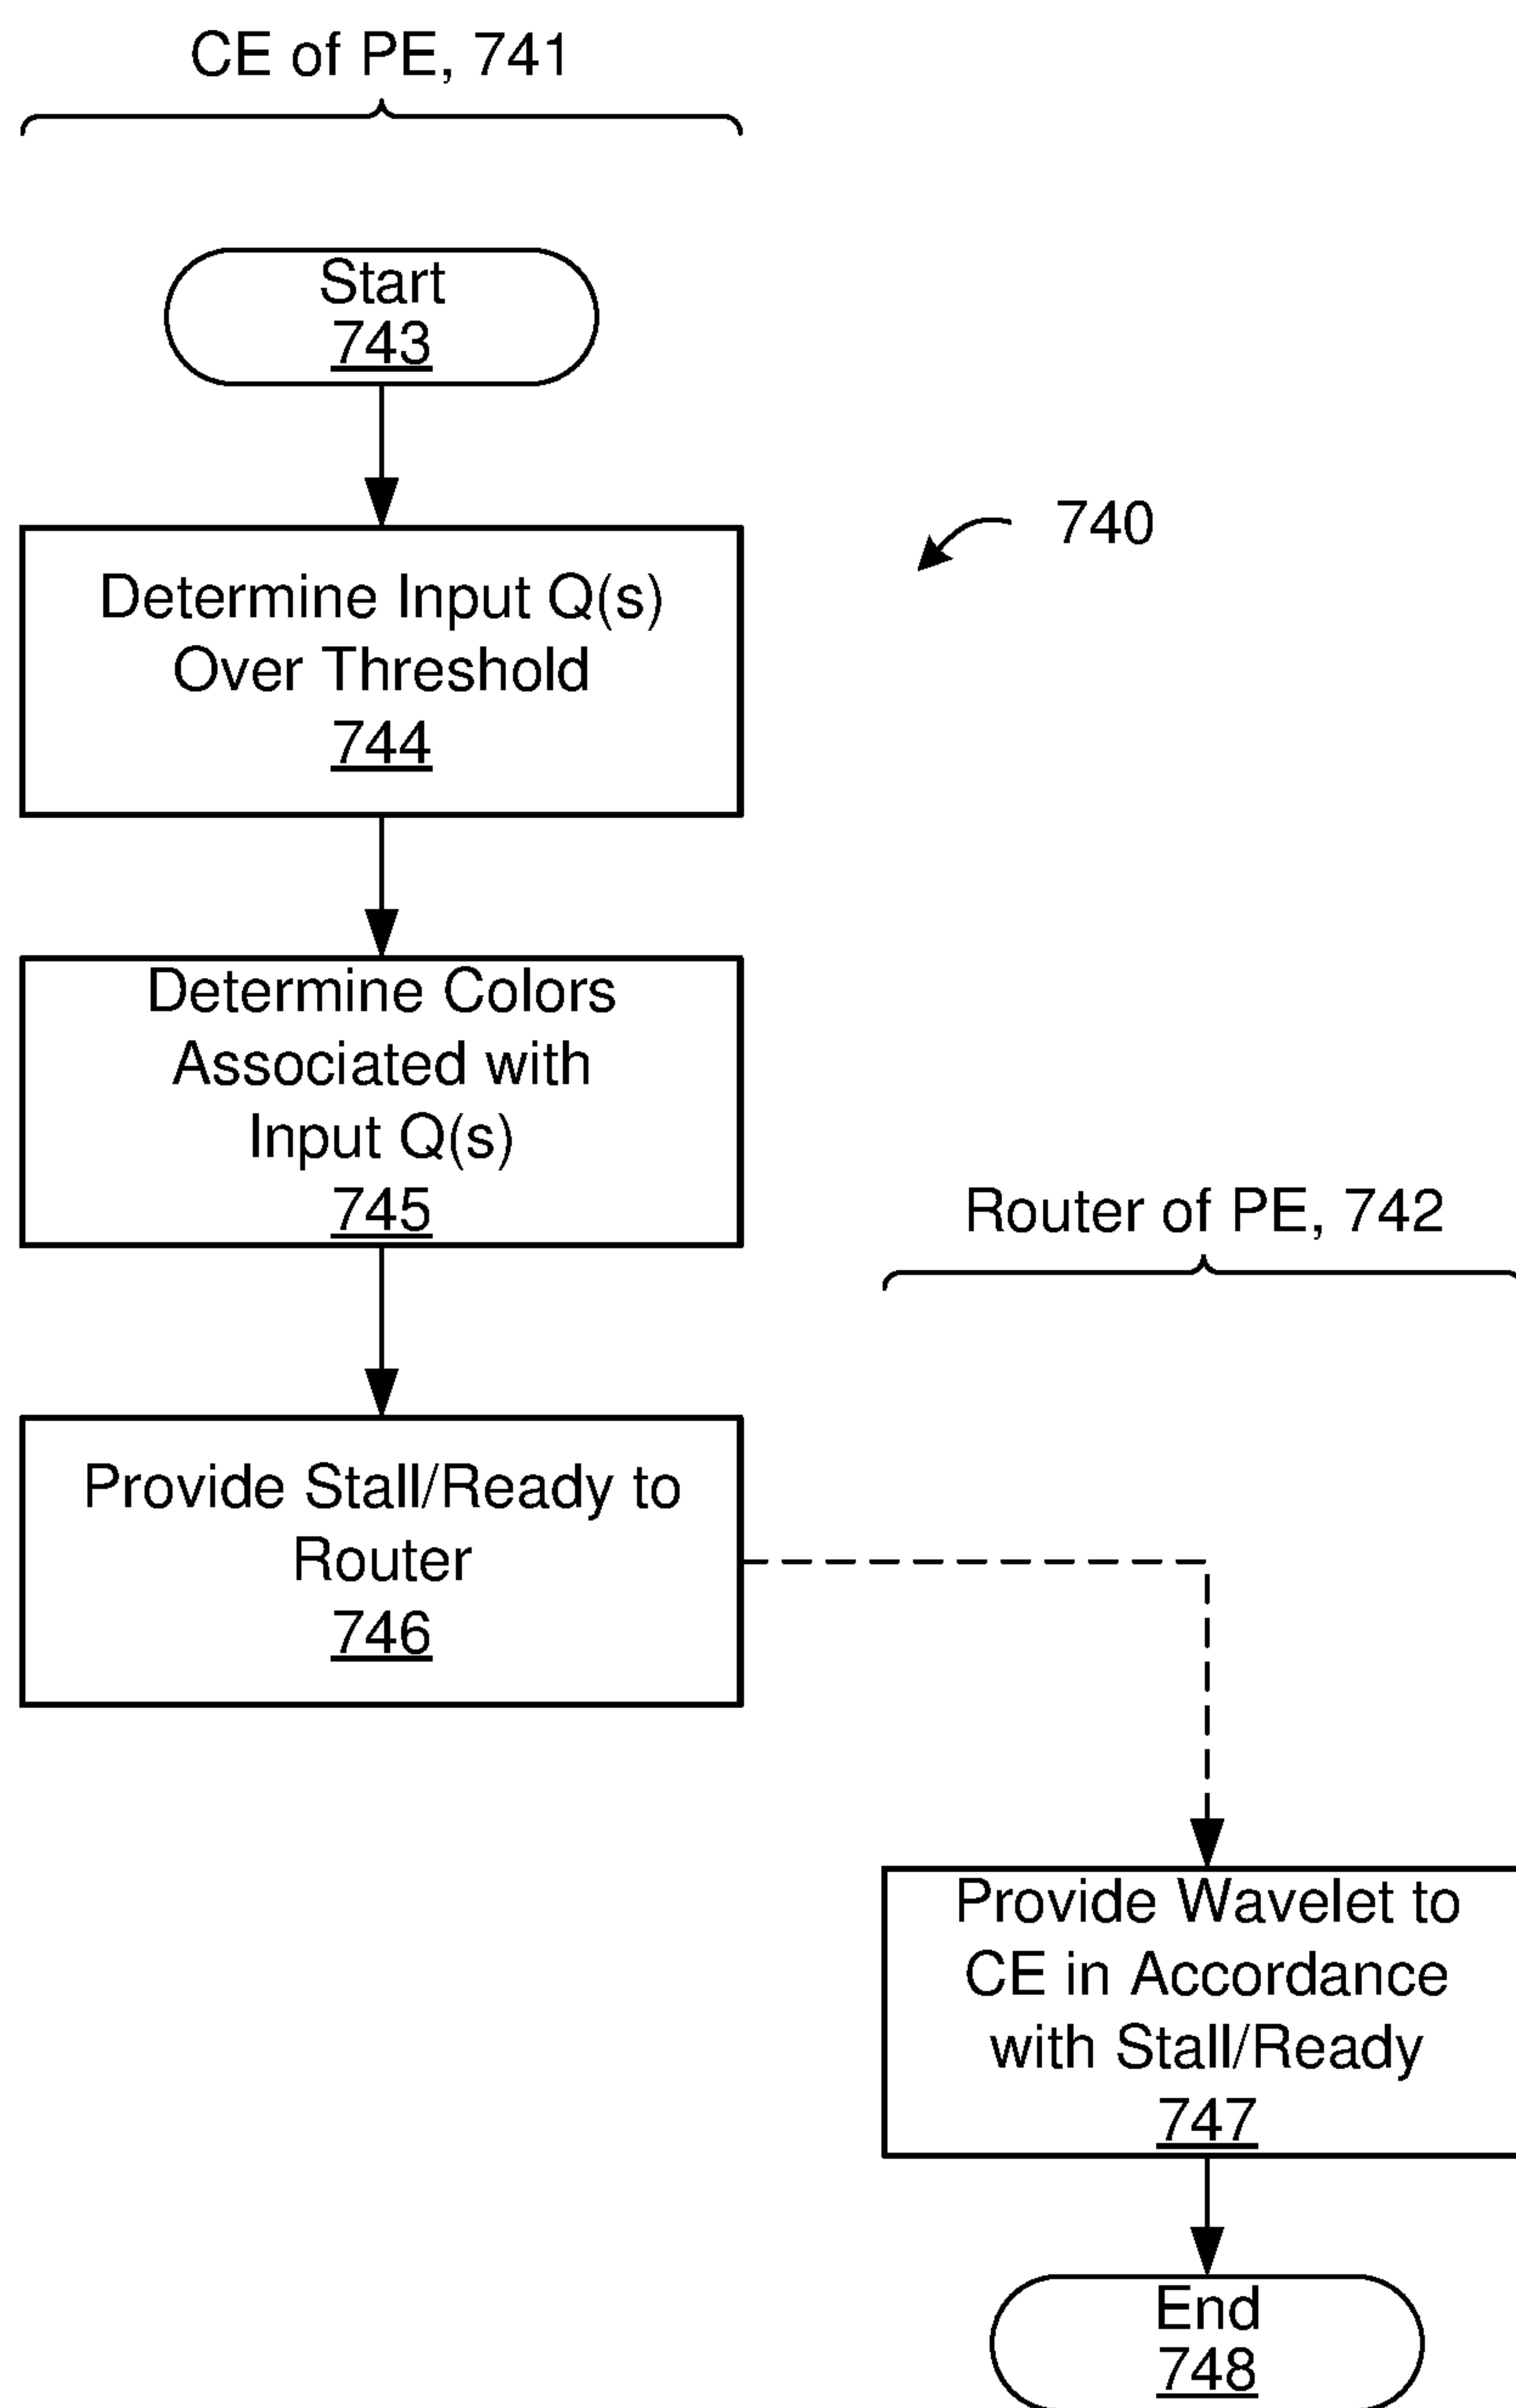 CE of PE, 741
Start
743
740
Determine Input Q(s)
Over Threshold
744
Determine Colors
Associated with
Input Q(s)
745
Router of PE, 742
Provide Stall/Ready to
Router
746
Provide Wavelet to
CE in Accordance
with Stall/Ready
747
End
748